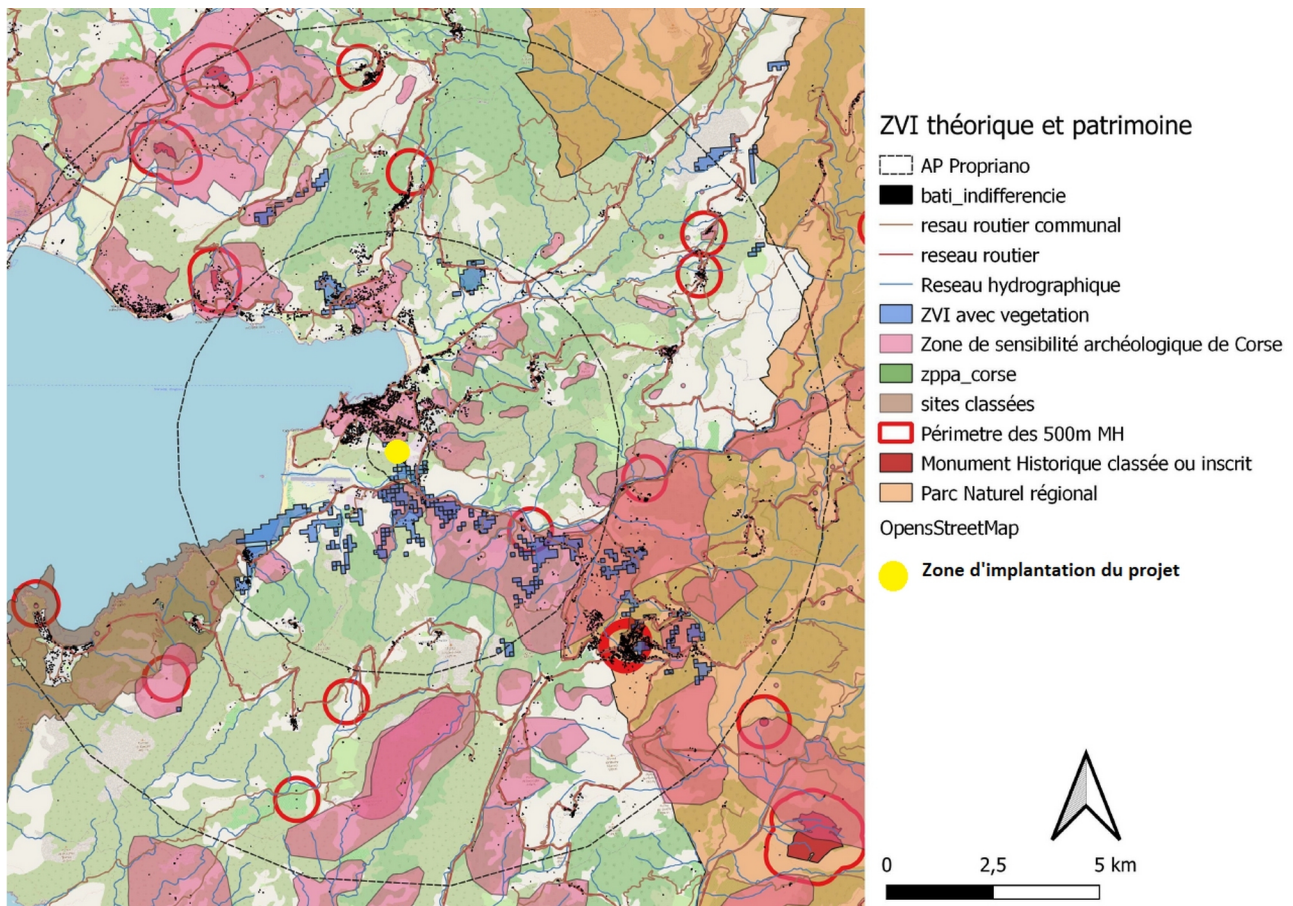 ZVI théorique et patrimoine
AP Propriano
bati_indifferencie
resau routier communal
reseau routier
Reseau hydrographique
ZVI avec vegetation
Zone de sensibilité archéologique de Corse
zppa_corse
sites classées
Périmetre des 500m MH
Monument Historique classée ou inscrit
Parc Naturel régional
OpensStreetMap
Zone d'implantation du projet
0 2,5 5 km